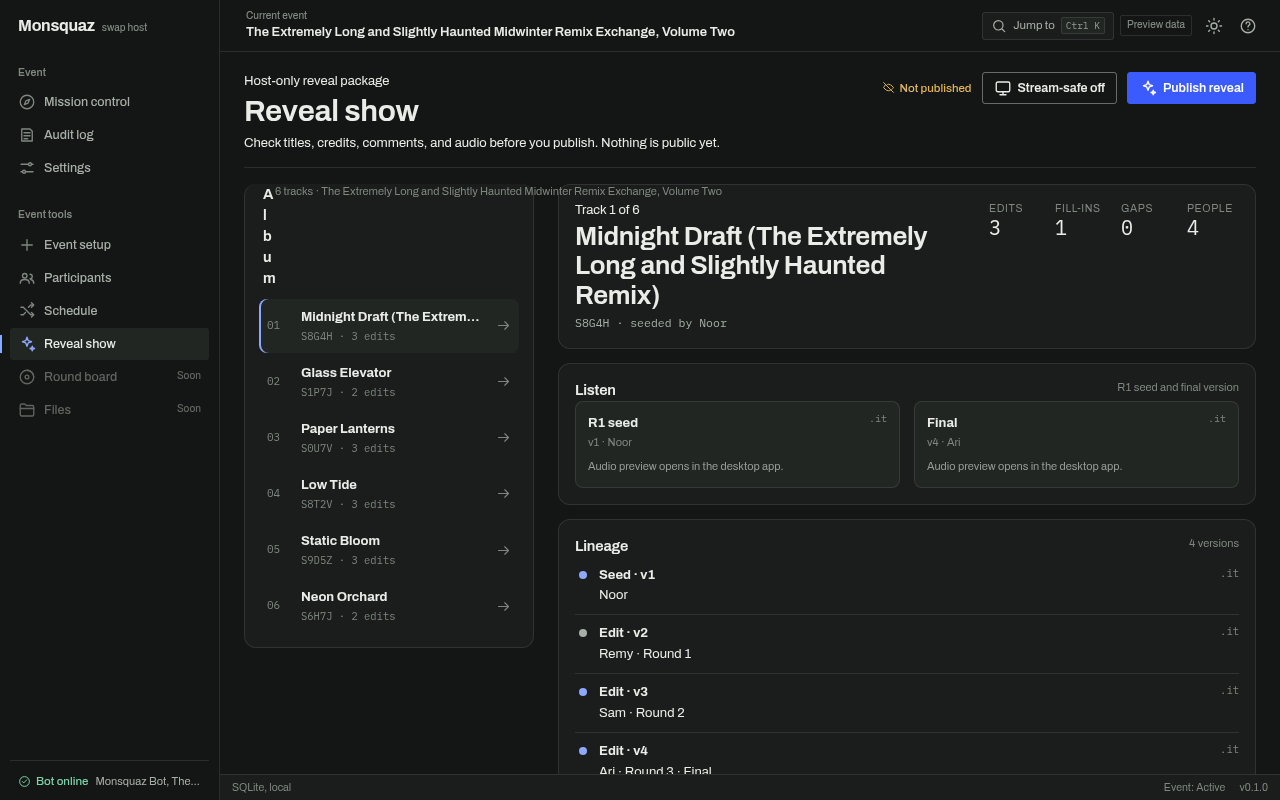 Monsquaz swap host
Event
Mission control
Audit log
Settings
Event tools
Event setup
Participants
Schedule
Reveal show
Round board Soon
Files Soon
Bot online Monsquaz Bot, The...
Current event
The Extremely Long and Slightly Haunted Midwinter Remix Exchange, Volume Two
Jump to Ctrl K
Preview data
Host-only reveal package
Reveal show
Check titles, credits, comments, and audio before you publish. Nothing is public yet.
Not published
Stream-safe off
Publish reveal
Album
6 tracks · The Extremely Long and Slightly Haunted Midwinter Remix Exchange, Volume Two
01 Midnight Draft (The Extrem...
S8G4H · 3 edits
02 Glass Elevator
S1P7J · 2 edits
03 Paper Lanterns
S0U7V · 3 edits
04 Low Tide
S8T2V · 3 edits
05 Static Bloom
S9D5Z · 3 edits
06 Neon Orchard
S6H7J · 2 edits
Track 1 of 6
Midnight Draft (The Extremely
Long and Slightly Haunted
Remix)
S8G4H · seeded by Noor
EDITS FILL-INS GAPS PEOPLE
3 1 0 4
Listen R1 seed and final version
R1 seed .it
v1 · Noor
Audio preview opens in the desktop app.
Final .it
v4 · Ari
Audio preview opens in the desktop app.
Lineage 4 versions
Seed · v1 .it
Noor
Edit · v2 .it
Remy · Round 1
Edit · v3 .it
Sam · Round 2
Edit · v4 .it
Ari · Round 3 · Final
SQLite, local
Event: Active v0.1.0